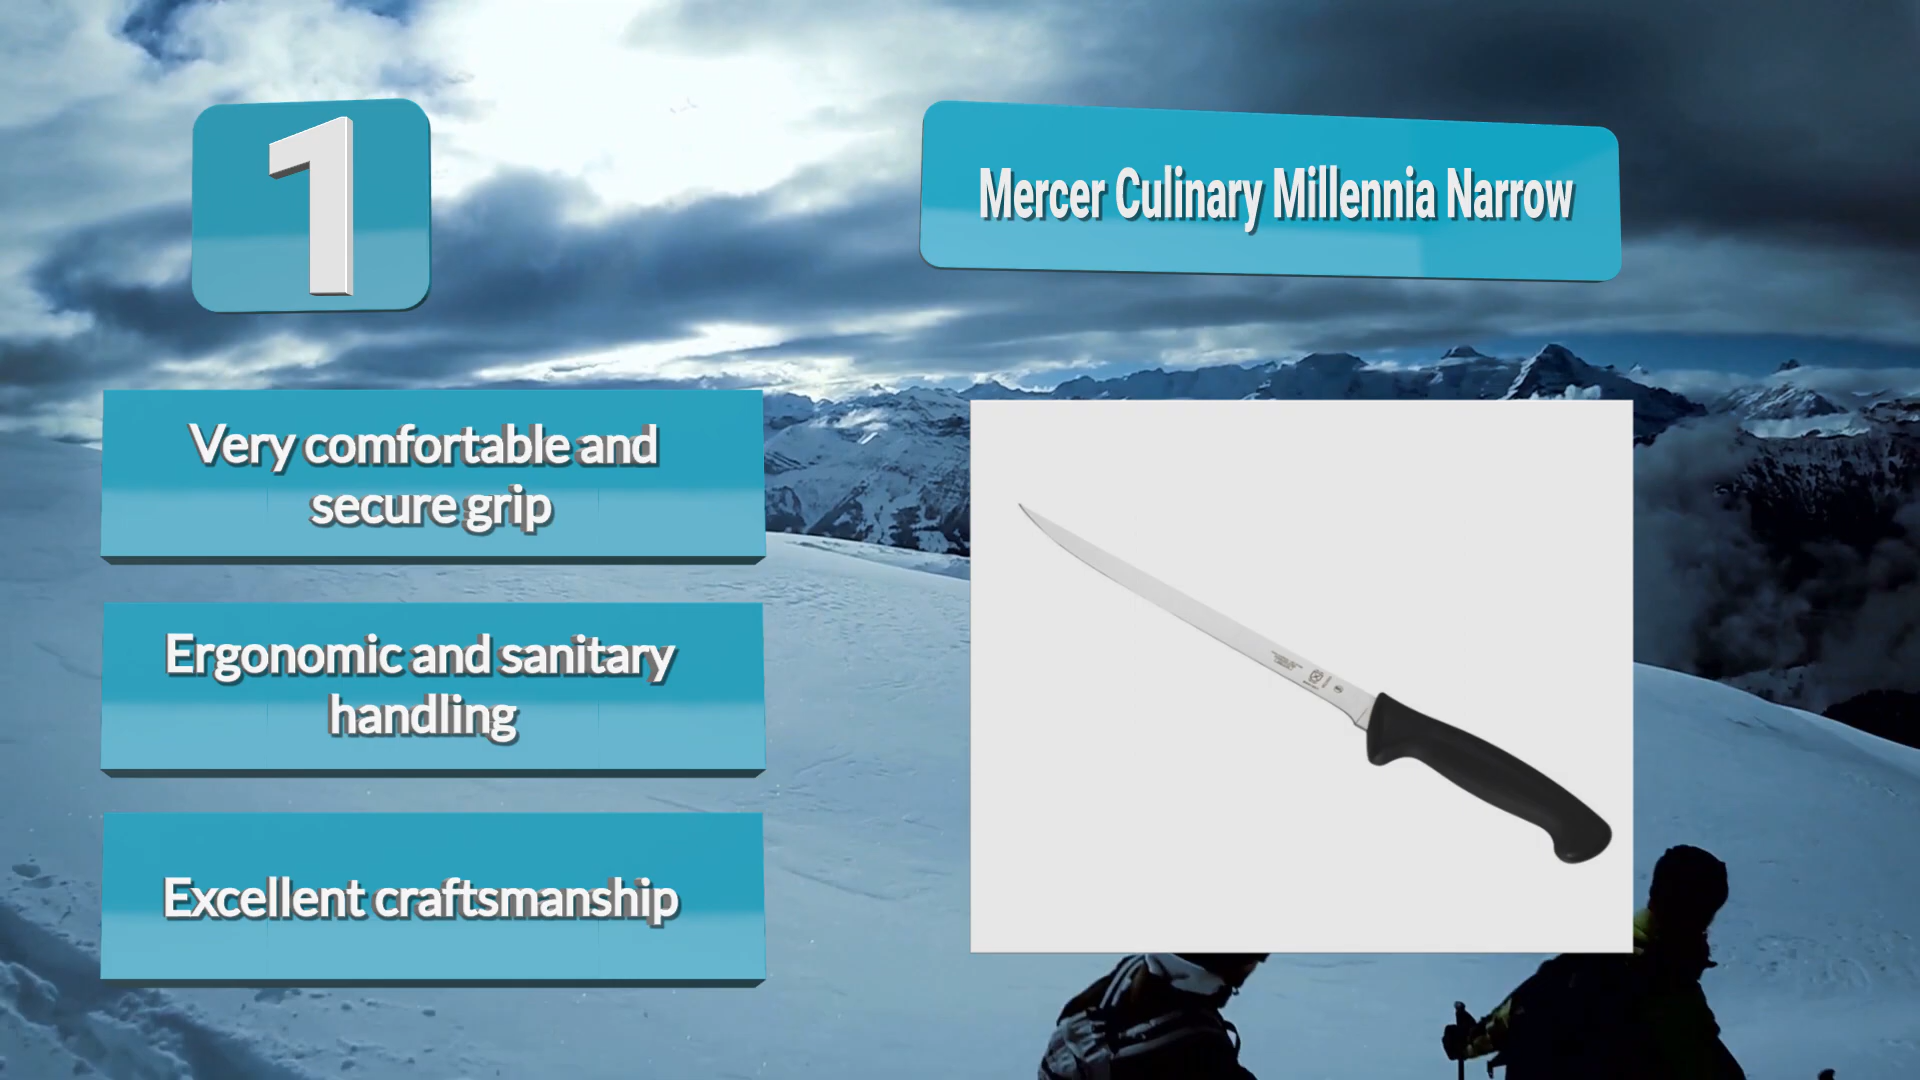 1
Mercer Culinary Millennia Narrow
Very comfortable and
secure grip
Ergonomic and sanitary
handling
Excellent craftsmanship